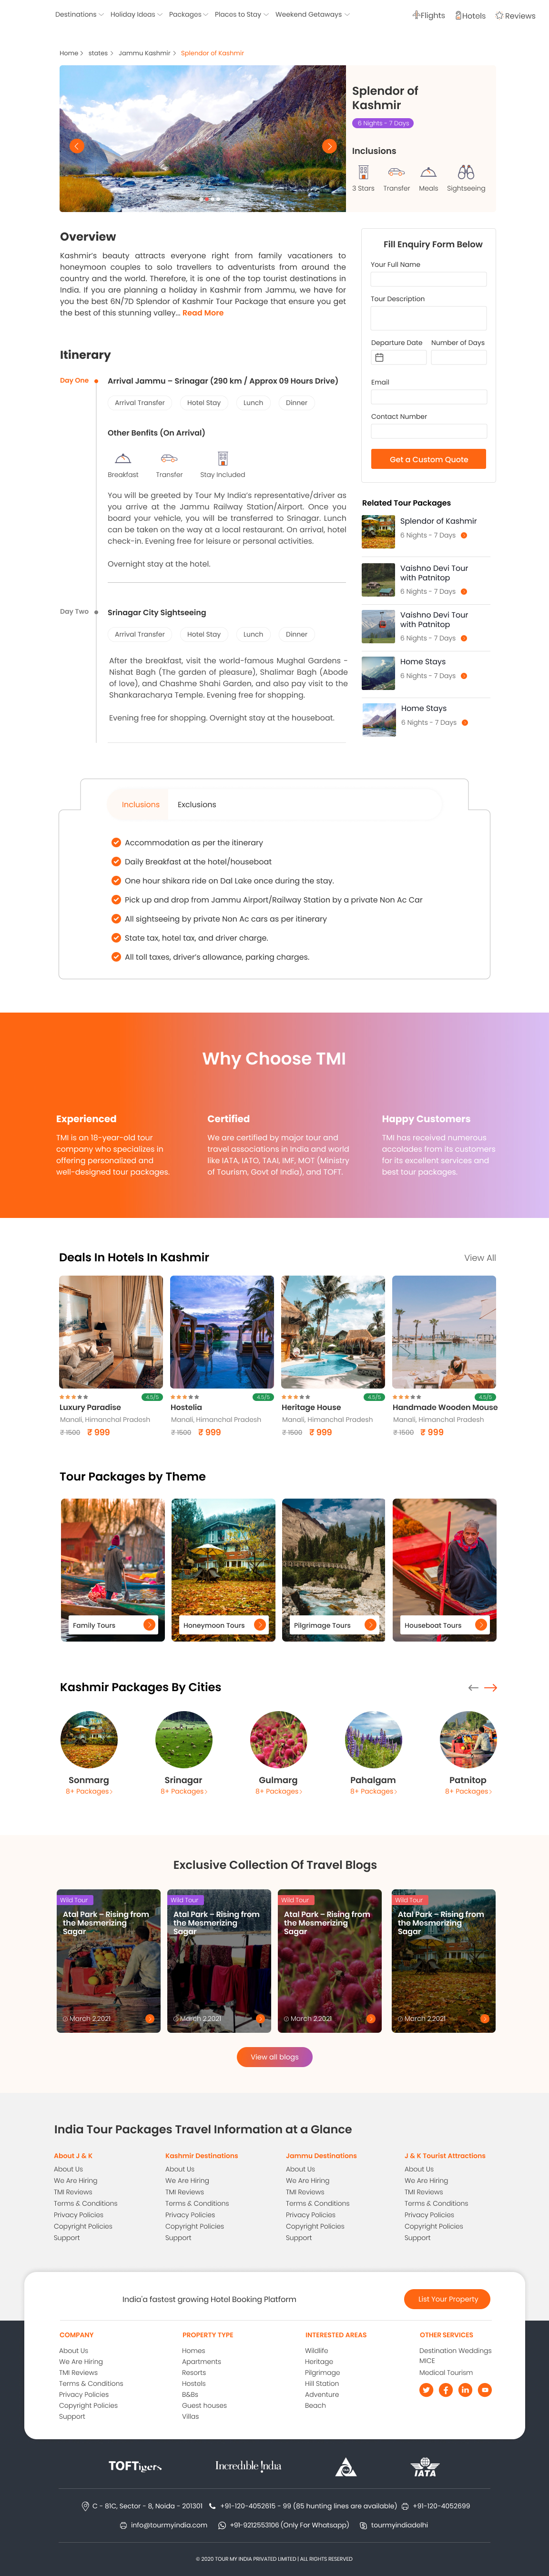 Destinations Holiday Ideas Packages Places to Stay Weekend Getaways Flights Hotels Reviews
Home states Jammu Kashmir Splendor of Kashmir
Splendor of
Kashmir
6 Nights - 7 Days
Inclusions
3 Stars Transfer Meals Sightseeing
Overview
Kashmir's beauty attracts everyone right from family vacationers to
honeymoon couples to solo travellers to adventurists from around the
country and the world. Therefore, it is one of the top tourist destinations in
India. If you are planning a holiday in Kashmir from Jammu, we have for
you the best 6N/7D Splendor of Kashmir Tour Package that ensure you get
the best of this stunning valley... Read More
Fill Enquiry Form Below
Your Full Name
Tour Description
Departure Date Number of Days
Email
Contact Number
Get a Custom Quote
Itinerary
Day One
Arrival Jammu – Srinagar (290 km / Approx 09 Hours Drive)
Arrival Transfer Hotel Stay Lunch Dinner
Other Benfits (On Arrival)
Breakfast Transfer Stay Included
You will be greeted by Tour My India's representative/driver as
you arrive at the Jammu Railway Station/Airport. Once you
board your vehicle, you will be transferred to Srinagar. Lunch
can be taken on the way at a local restaurant. On arrival, hotel
check-in. Evening free for leisure or personal activities.
Overnight stay at the hotel.
Day Two
Srinagar City Sightseeing
Arrival Transfer Hotel Stay Lunch Dinner
After the breakfast, visit the world-famous Mughal Gardens -
Nishat Bagh (The garden of pleasure), Shalimar Bagh (Abode
of love), and Chashme Shahi Garden, and also pay visit to the
Shankaracharya Temple. Evening free for shopping.
Evening free for shopping. Overnight stay at the houseboat.
Related Tour Packages
Splendor of Kashmir
6 Nights - 7 Days
Vaishno Devi Tour
with Patnitop
6 Nights - 7 Days
Vaishno Devi Tour
with Patnitop
6 Nights - 7 Days
Home Stays
6 Nights - 7 Days
Home Stays
6 Nights - 7 Days
Inclusions Exclusions
Accommodation as per the itinerary
Daily Breakfast at the hotel/houseboat
One hour shikara ride on Dal Lake once during the stay.
Pick up and drop from Jammu Airport/Railway Station by a private Non Ac Car
All sightseeing by private Non Ac cars as per itinerary
State tax, hotel tax, and driver charge.
All toll taxes, driver's allowance, parking charges.
Why Choose TMI
Experienced
TMI is an 18-year-old tour
company who specializes in
offering personalized and
well-designed tour packages.
Certified
We are certified by major tour and
travel associations in India and world
like IATA, IATO, TAAI, IMF, MOT (Ministry
of Tourism, Govt of India), and TOFT.
Happy Customers
TMI has received numerous
accolades from its customers
for its excellent services and
best tour packages.
Deals In Hotels In Kashmir View All
4.5/5 4.5/5 4.5/5 4.5/5
Luxury Paradise Hostelia Heritage House Handmade Wooden Mouse
Manali, Himanchal Pradesh Manali, Himanchal Pradesh Manali, Himanchal Pradesh Manali, Himanchal Pradesh
₹ 1500 ₹ 999 ₹ 1500 ₹ 999 ₹ 1500 ₹ 999 ₹ 1500 ₹ 999
Tour Packages by Theme
Family Tours Honeymoon Tours Pilgrimage Tours Houseboat Tours
Kashmir Packages By Cities
Sonmarg Srinagar Gulmarg Pahalgam Patnitop
8+ Packages 8+ Packages 8+ Packages 8+ Packages 8+ Packages
Exclusive Collection Of Travel Blogs
Wild Tour Wild Tour Wild Tour Wild Tour
Atal Park – Rising from
the Mesmerizing
Sagar
March 2,2021
Atal Park – Rising from
the Mesmerizing
Sagar
March 2,2021
Atal Park – Rising from
the Mesmerizing
Sagar
March 2,2021
Atal Park – Rising from
the Mesmerizing
Sagar
March 2,2021
View all blogs
India Tour Packages Travel Information at a Glance
About J & K
About Us
We Are Hiring
TMI Reviews
Terms & Conditions
Privacy Policies
Copyright Policies
Support
Kashmir Destinations
About Us
We Are Hiring
TMI Reviews
Terms & Conditions
Privacy Policies
Copyright Policies
Support
Jammu Destinations
About Us
We Are Hiring
TMI Reviews
Terms & Conditions
Privacy Policies
Copyright Policies
Support
J & K Tourist Attractions
About Us
We Are Hiring
TMI Reviews
Terms & Conditions
Privacy Policies
Copyright Policies
Support
India'a fastest growing Hotel Booking Platform
List Your Property
COMPANY
About Us
We Are Hiring
TMI Reviews
Terms & Conditions
Privacy Policies
Copyright Policies
Support
PROPERTY TYPE
Homes
Apartments
Resorts
Hostels
B&Bs
Guest houses
Villas
INTERESTED AREAS
Wildlife
Heritage
Pilgrimage
Hill Station
Adventure
Beach
OTHER SERVICES
Destination Weddings
MICE
Medical Tourism
TOFTigers Incredible !ndia IATA
C - 81C, Sector - 8, Noida - 201301 +91-120-4052615 - 99 (85 hunting lines are available) +91-120-4052699
info@tourmyindia.com +91-9212553106 (Only For Whatsapp) tourmyindiadelhi
© 2020 TOUR MY INDIA PRIVATED LIMITED | ALL RIGHTS RESERVED